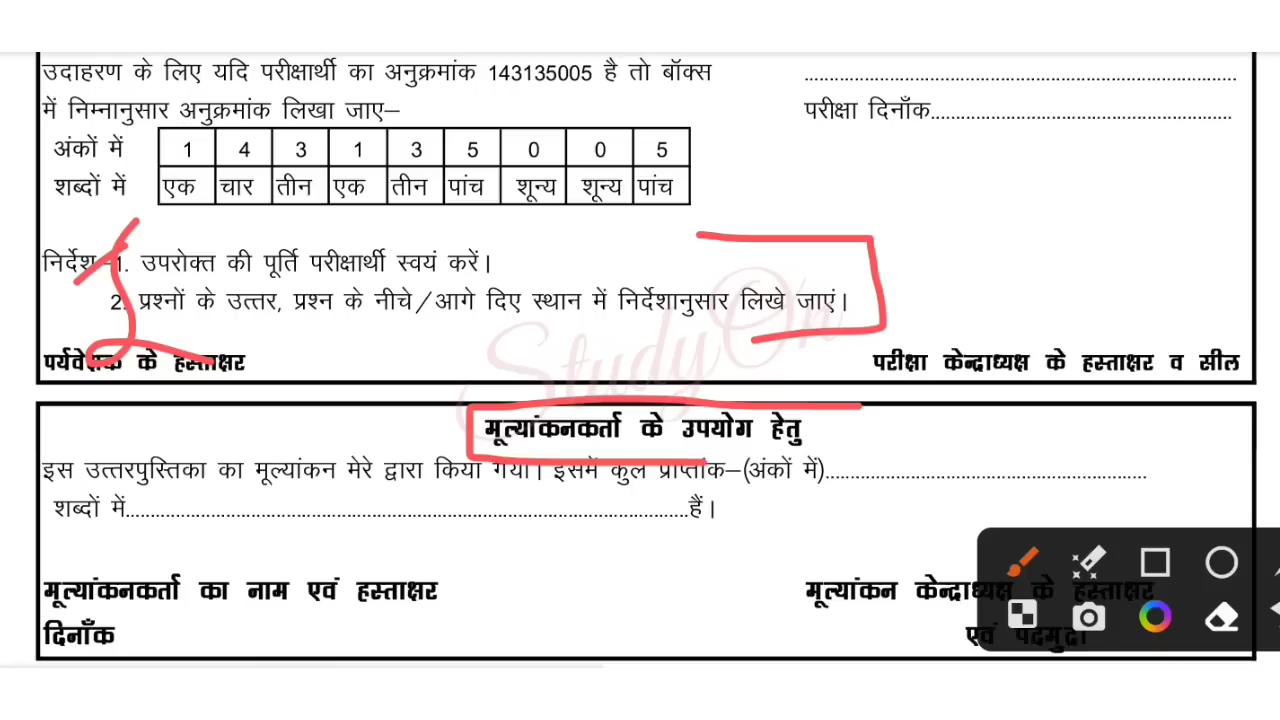 उदाहरण के लिए यदि परीक्षार्थी का अनुक्रमांक 143135005 है तो बॉक्स ....................
में निम्नानुसार अनुक्रमांक लिखा जाए– परीक्षा दिनाँक....................
अंकों में 1 4 3 1 3 5 0 0 5
शब्दों में एक चार तीन एक तीन पांच शून्य शून्य पांच
निर्देश–1. उपरोक्त की पूर्ति परीक्षार्थी स्वयं करें।
2. प्रश्नों के उत्तर, प्रश्न के नीचे/आगे दिए स्थान में निर्देशानुसार लिखे जाएं।
StudyOn
पर्यवेक्षक के हस्ताक्षर परीक्षा केन्द्राध्यक्ष के हस्ताक्षर व सील
मूल्यांकनकर्ता के उपयोग हेतु
इस उत्तरपुस्तिका का मूल्यांकन मेरे द्वारा किया गया। इसमें कुल प्राप्तांक–(अंकों में)....................
शब्दों में....................हैं।
मूल्यांकनकर्ता का नाम एवं हस्ताक्षर मूल्यांकन केन्द्राध्यक्ष के हस्ताक्षर
दिनाँक एवं पदमुद्रा